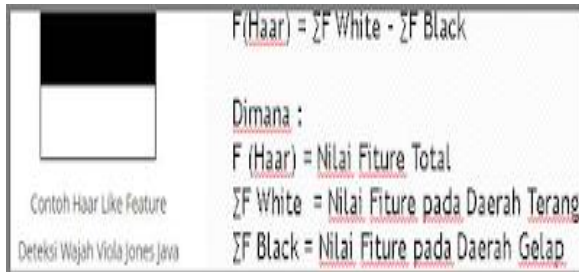 F(Haar) = ∑F White - ∑F Black
Dimana :
F (Haar) = Nilai Fiture Total
∑F White = Nilai Fiture pada Daerah Terang
∑F Black = Nilai Fiture pada Daerah Gelap
Contoh Haar Like Feature
Deteksi Wajah Viola Jones Java